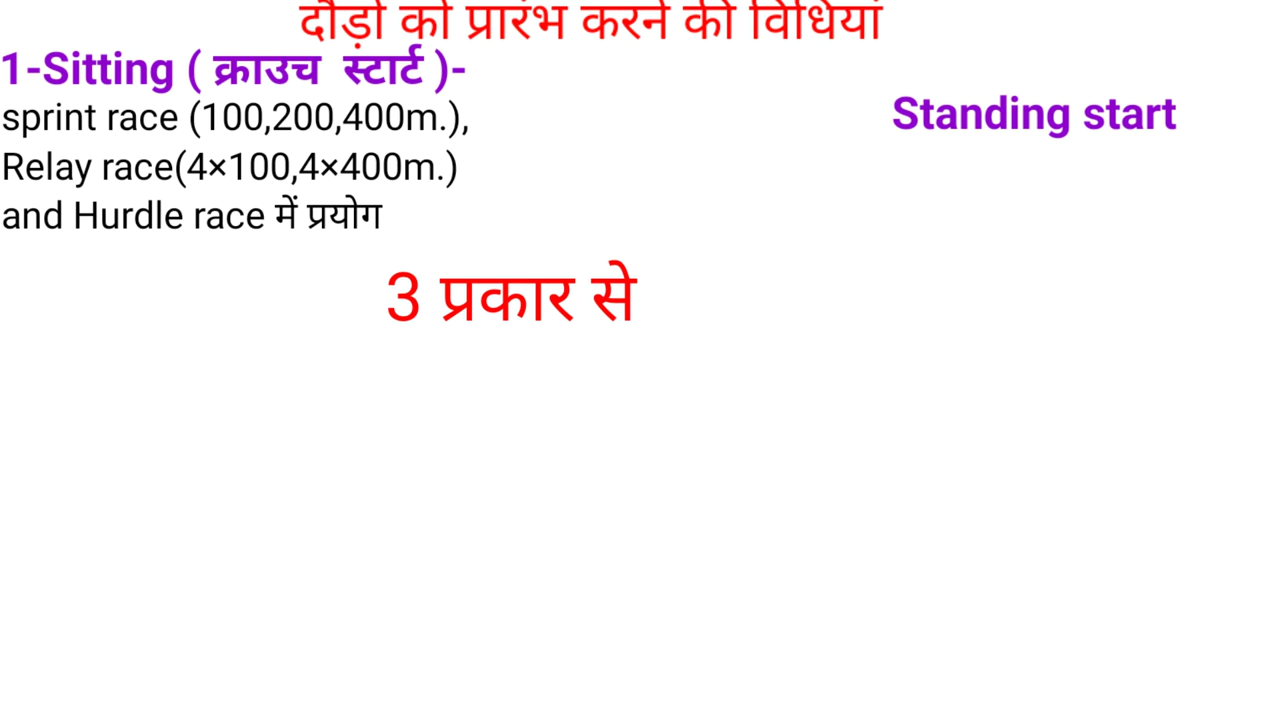 दौड़ों को प्रारंभ करने की विधियां
1-Sitting ( क्राउच स्टार्ट )-
sprint race (100,200,400m.),
Relay race(4×100,4×400m.)
and Hurdle race में प्रयोग
Standing start
3 प्रकार से